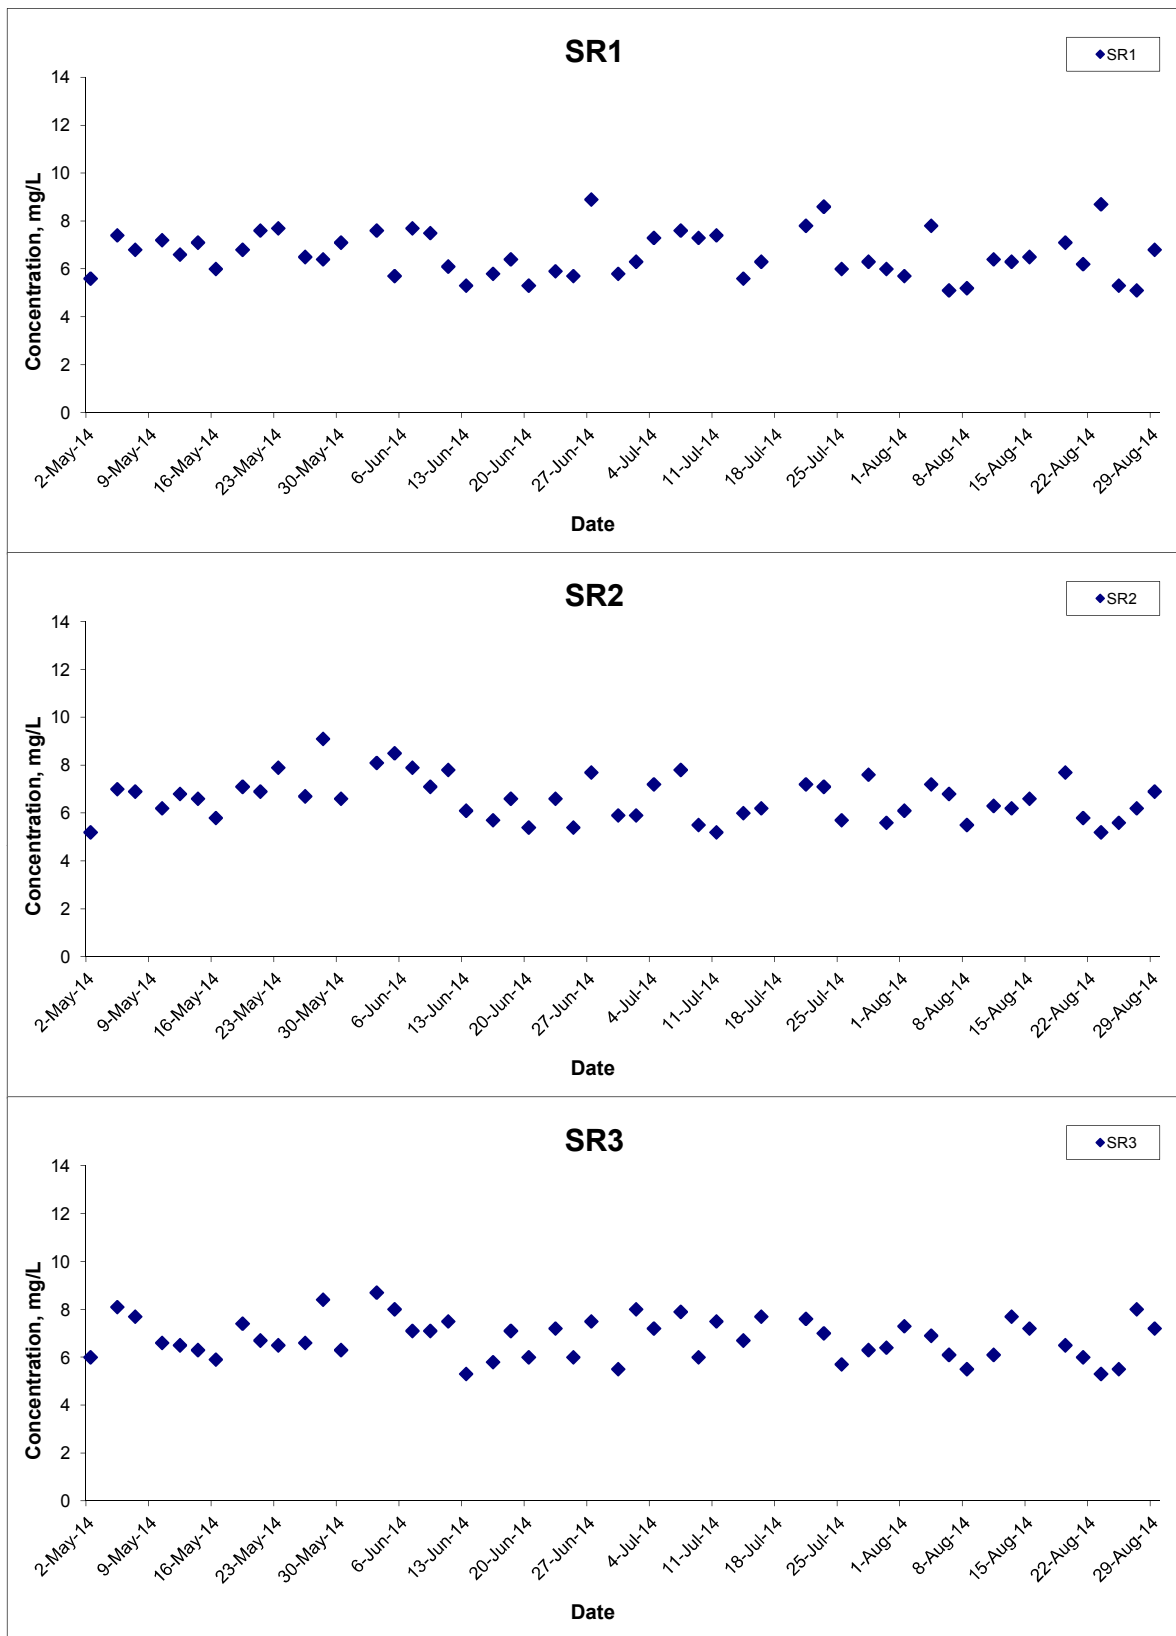 SR1
SR1
14
12
10
8
6
4
2
0
Concentration, mg/L
2-May-14
9-May-14
16-May-14
23-May-14
30-May-14
6-Jun-14
13-Jun-14
20-Jun-14
27-Jun-14
4-Jul-14
11-Jul-14
18-Jul-14
25-Jul-14
1-Aug-14
8-Aug-14
15-Aug-14
22-Aug-14
29-Aug-14
Date
SR2
SR2
14
12
10
8
6
4
2
0
Concentration, mg/L
2-May-14
9-May-14
16-May-14
23-May-14
30-May-14
6-Jun-14
13-Jun-14
20-Jun-14
27-Jun-14
4-Jul-14
11-Jul-14
18-Jul-14
25-Jul-14
1-Aug-14
8-Aug-14
15-Aug-14
22-Aug-14
29-Aug-14
Date
SR3
SR3
14
12
10
8
6
4
2
0
Concentration, mg/L
2-May-14
9-May-14
16-May-14
23-May-14
30-May-14
6-Jun-14
13-Jun-14
20-Jun-14
27-Jun-14
4-Jul-14
11-Jul-14
18-Jul-14
25-Jul-14
1-Aug-14
8-Aug-14
15-Aug-14
22-Aug-14
29-Aug-14
Date